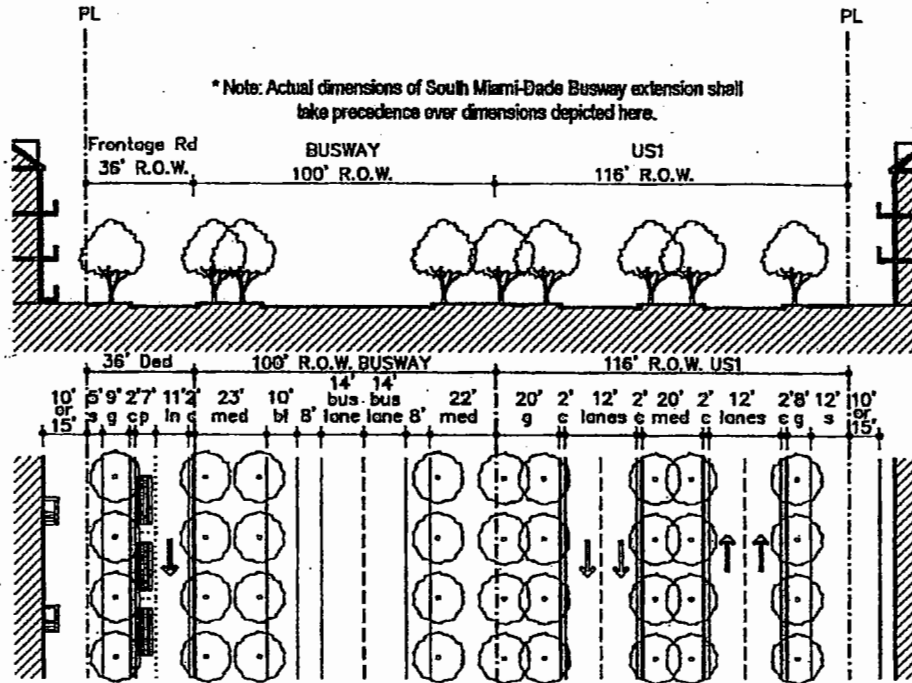 PL PL
* Note: Actual dimensions of South Miami-Dade Busway extension shall
take precedence over dimensions depicted here.
Frontage Rd BUSWAY US1
36' R.O.W. 100' R.O.W. 116' R.O.W.
36' Ded 100' R.O.W. BUSWAY 116' R.O.W. US1
10' or 15' 5' s 9' g 2' c 7' p 11' ln 2' c 23' med 10' bf 8' 14' bus lane 14' bus lane 8' 22' med 20' g 2' c 12' lanes 2' c 20' med 2' c 12' lanes 2' c 8' g 12' s 10' or 15'